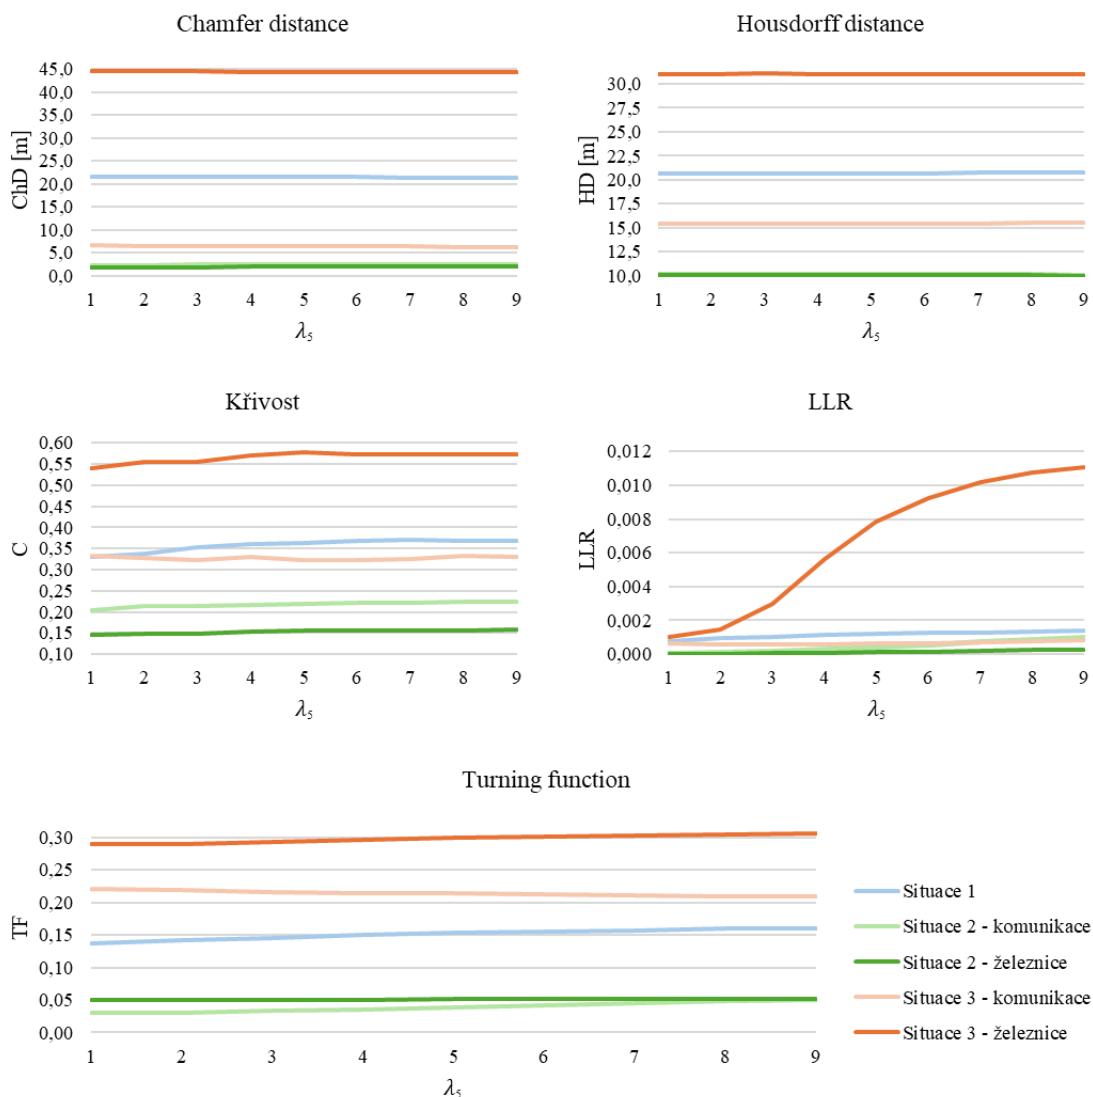 Chamfer distance
45,0
40,0
35,0
30,0
25,0
20,0
15,0
10,0
5,0
0,0
ChD [m]
1 2 3 4 5 6 7 8 9
λ5
Housdorff distance
30,0
27,5
25,0
22,5
20,0
17,5
15,0
12,5
10,0
HD [m]
1 2 3 4 5 6 7 8 9
λ5
Křivost
0,60
0,55
0,50
0,45
0,40
0,35
0,30
0,25
0,20
0,15
0,10
C
1 2 3 4 5 6 7 8 9
λ5
LLR
0,012
0,010
0,008
0,006
0,004
0,002
0,000
LLR
1 2 3 4 5 6 7 8 9
λ5
Turning function
0,30
0,25
0,20
0,15
0,10
0,05
0,00
TF
1 2 3 4 5 6 7 8 9
λ5
Situace 1
Situace 2 - komunikace
Situace 2 - železnice
Situace 3 - komunikace
Situace 3 - železnice